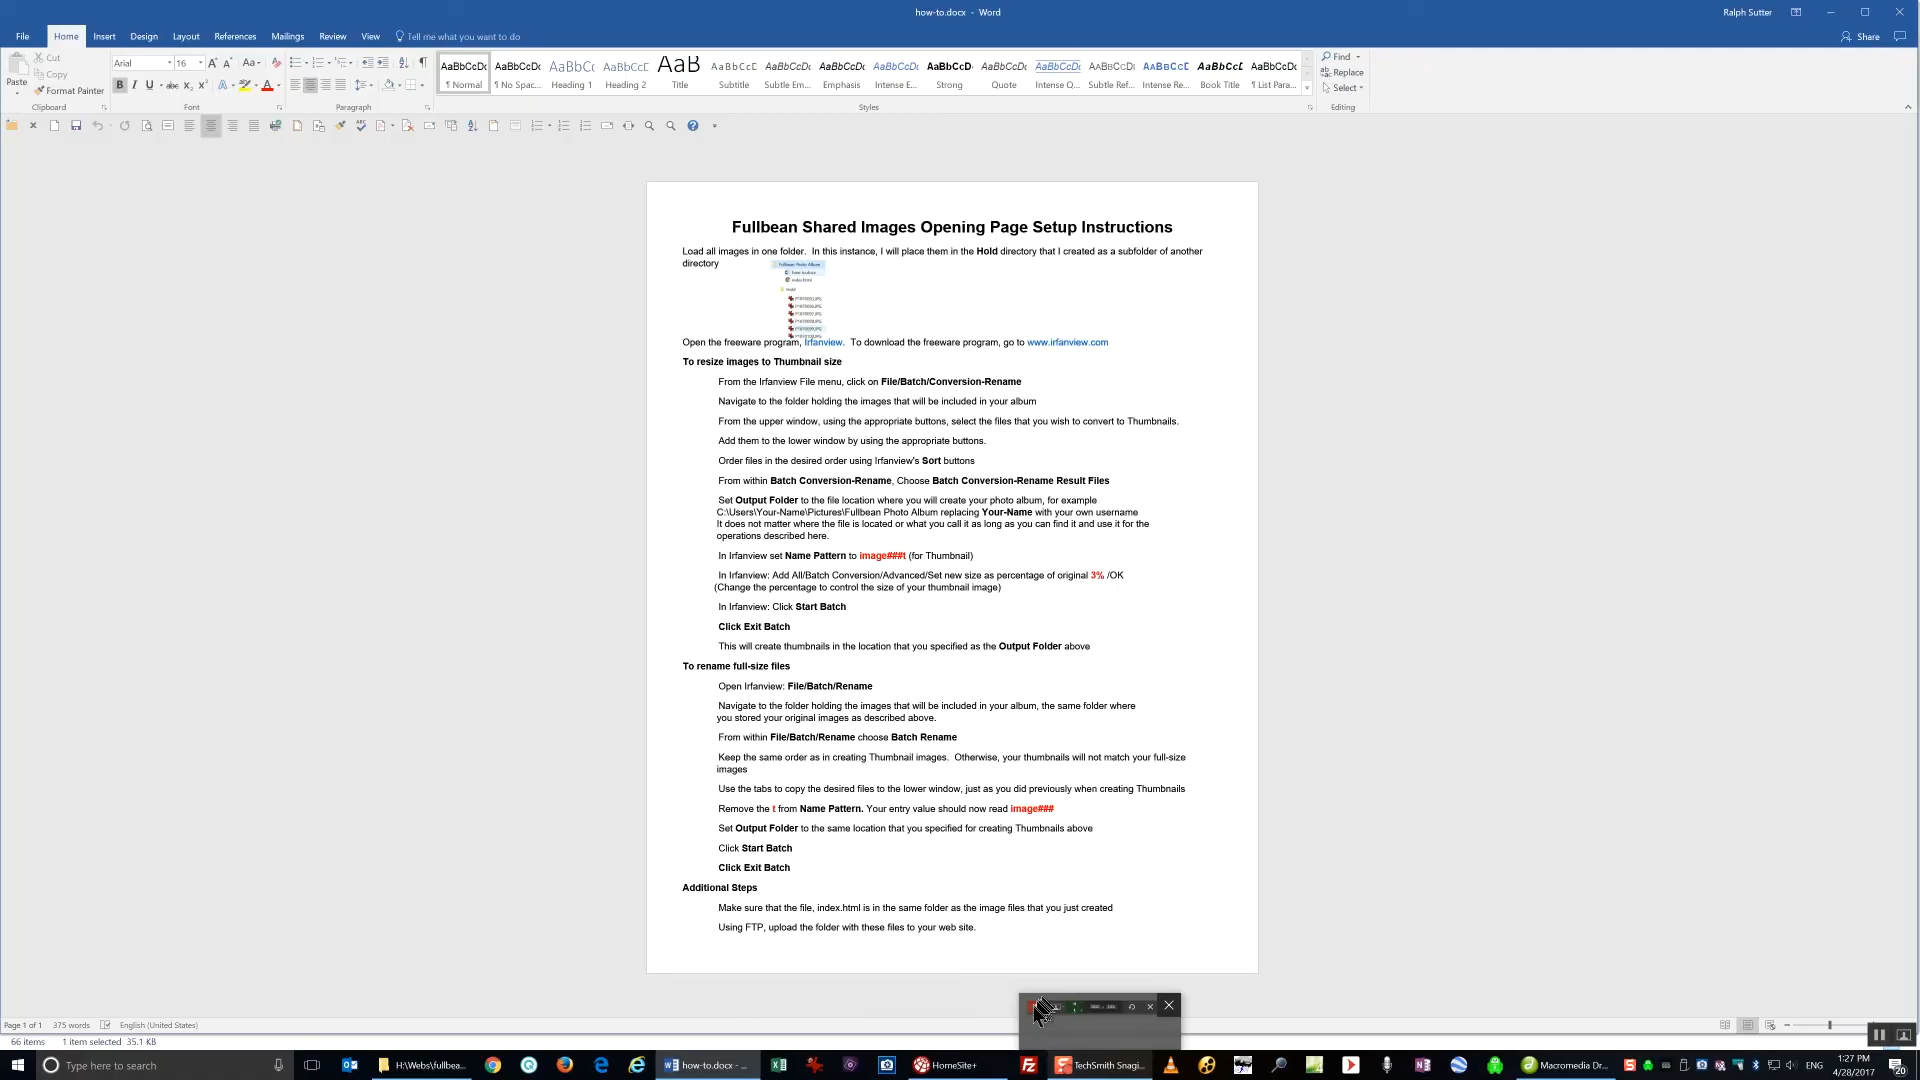 how-to.docx - Word
Ralph Sutter
File Home Insert Design Layout References Mailings Review View Tell me what you want to do
Share
Paste
Cut
Copy
Format Painter
Arial 16
AaBbCcDc AaBbCcDc AaBbCc AaBbCcE AaB AaBbCcE AaBbCcDc AaBbCcDc AaBbCcDc AaBbCcD AaBbCcDc AaBbCcDc AaBbCcDi AaBbCcD AaBbCcD AaBbCcDc
¶ Normal ¶ No Spac... Heading 1 Heading 2 Title Subtitle Subtle Em... Emphasis Intense E... Strong Quote Intense Q... Subtle Ref... Intense Re... Book Title ¶ List Para...
Find
Replace
Select
Clipboard Font Paragraph Styles Editing
Fullbean Shared Images Opening Page Setup Instructions
Load all images in one folder. In this instance, I will place them in the Hold directory that I created as a subfolder of another
directory
Fullbean Photo Album
how-to.docx
index.html
Hold
Open the freeware program, Irfanview. To download the freeware program, go to www.irfanview.com
To resize images to Thumbnail size
From the Irfanview File menu, click on File/Batch/Conversion-Rename
Navigate to the folder holding the images that will be included in your album
From the upper window, using the appropriate buttons, select the files that you wish to convert to Thumbnails.
Add them to the lower window by using the appropriate buttons.
Order files in the desired order using Irfanview's Sort buttons
From within Batch Conversion-Rename, Choose Batch Conversion-Rename Result Files
Set Output Folder to the file location where you will create your photo album, for example
C:\Users\Your-Name\Pictures\Fullbean Photo Album replacing Your-Name with your own username
It does not matter where the file is located or what you call it as long as you can find it and use it for the
operations described here.
In Irfanview set Name Pattern to image###t (for Thumbnail)
In Irfanview: Add All/Batch Conversion/Advanced/Set new size as percentage of original 3% /OK
(Change the percentage to control the size of your thumbnail image)
In Irfanview: Click Start Batch
Click Exit Batch
This will create thumbnails in the location that you specified as the Output Folder above
To rename full-size files
Open Irfanview: File/Batch/Rename
Navigate to the folder holding the images that will be included in your album, the same folder where
you stored your original images as described above.
From within File/Batch/Rename choose Batch Rename
Keep the same order as in creating Thumbnail images. Otherwise, your thumbnails will not match your full-size
images
Use the tabs to copy the desired files to the lower window, just as you did previously when creating Thumbnails
Remove the t from Name Pattern. Your entry value should now read image###
Set Output Folder to the same location that you specified for creating Thumbnails above
Click Start Batch
Click Exit Batch
Additional Steps
Make sure that the file, index.html is in the same folder as the image files that you just created
Using FTP, upload the folder with these files to your web site.
Page 1 of 1 375 words English (United States)
66 items 1 item selected 35.1 KB
Type here to search
H:\Webs\fullbea...
how-to.docx - ...
HomeSite+
TechSmith Snagi...
Macromedia Dr...
ENG
1:27 PM
4/28/2017
20